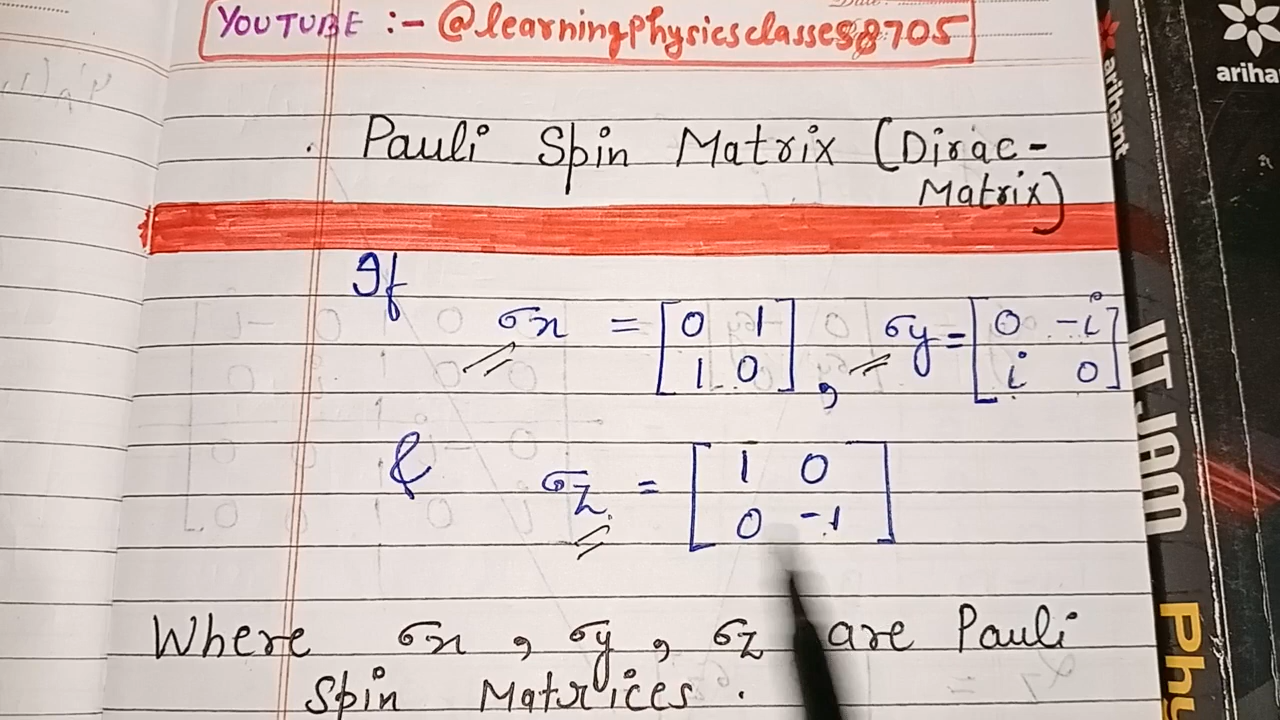 YOUTUBE :- @learningphysicsclasses8705
Pauli Spin Matrix (Dirac-
Matrix)
If
σx = [0 1
1 0] , σy = [0 -i
i 0]
& σz = [1 0
0 -1]
Where σx , σy , σz are Pauli
Spin Matrices .
arihant
IIT JAM
Phy
ariha